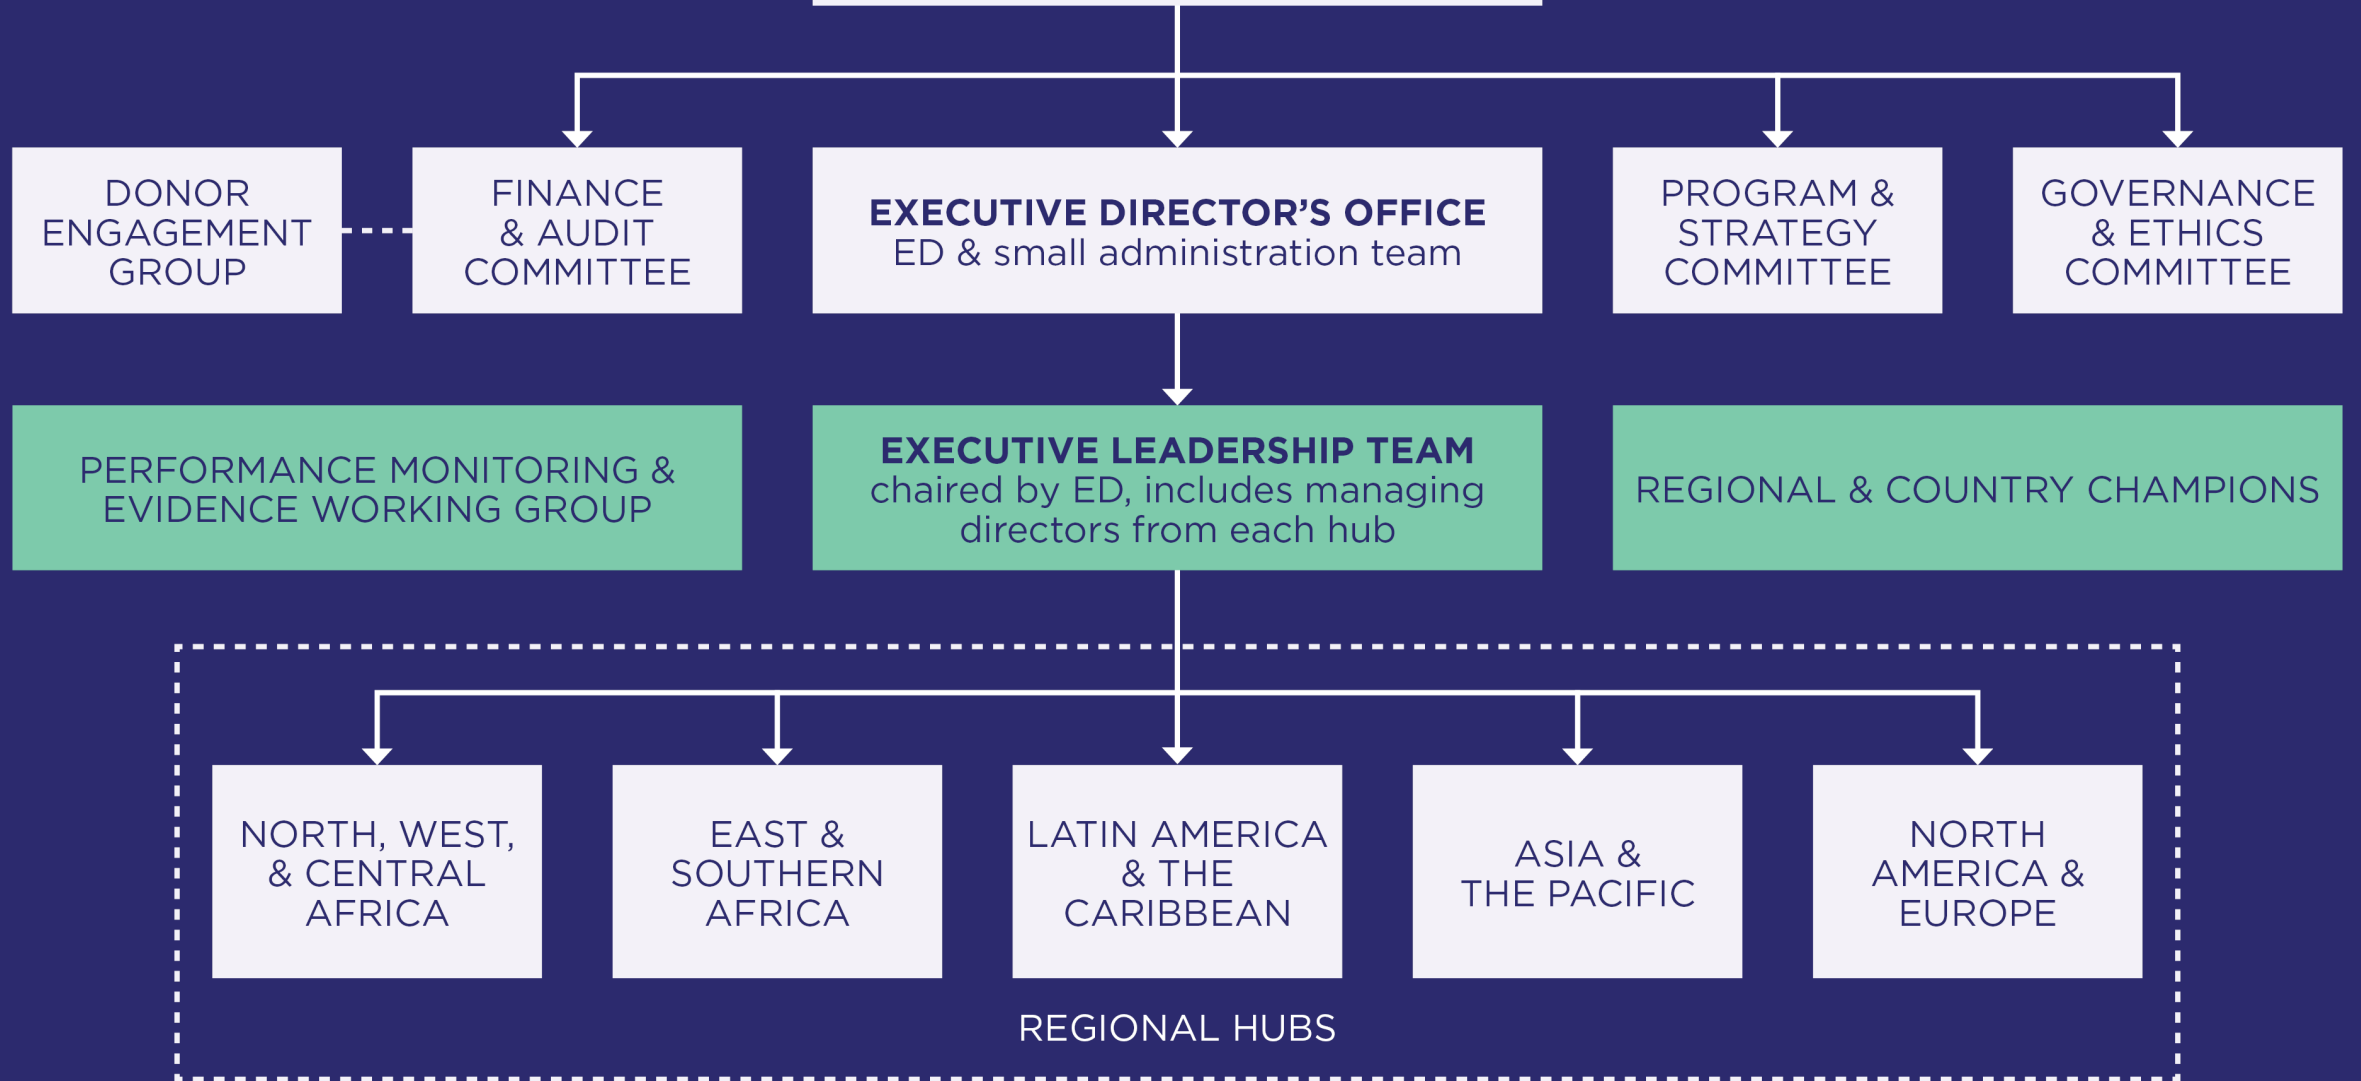 DONOR
ENGAGEMENT
GROUP
FINANCE
& AUDIT
COMMITTEE
EXECUTIVE DIRECTOR’S OFFICE
ED & small administration team
PROGRAM &
STRATEGY
COMMITTEE
GOVERNANCE
& ETHICS
COMMITTEE
PERFORMANCE MONITORING &
EVIDENCE WORKING GROUP
EXECUTIVE LEADERSHIP TEAM
chaired by ED, includes managing
directors from each hub
REGIONAL & COUNTRY CHAMPIONS
NORTH, WEST,
& CENTRAL
AFRICA
EAST &
SOUTHERN
AFRICA
LATIN AMERICA
& THE
CARIBBEAN
ASIA &
THE PACIFIC
NORTH
AMERICA &
EUROPE
REGIONAL HUBS